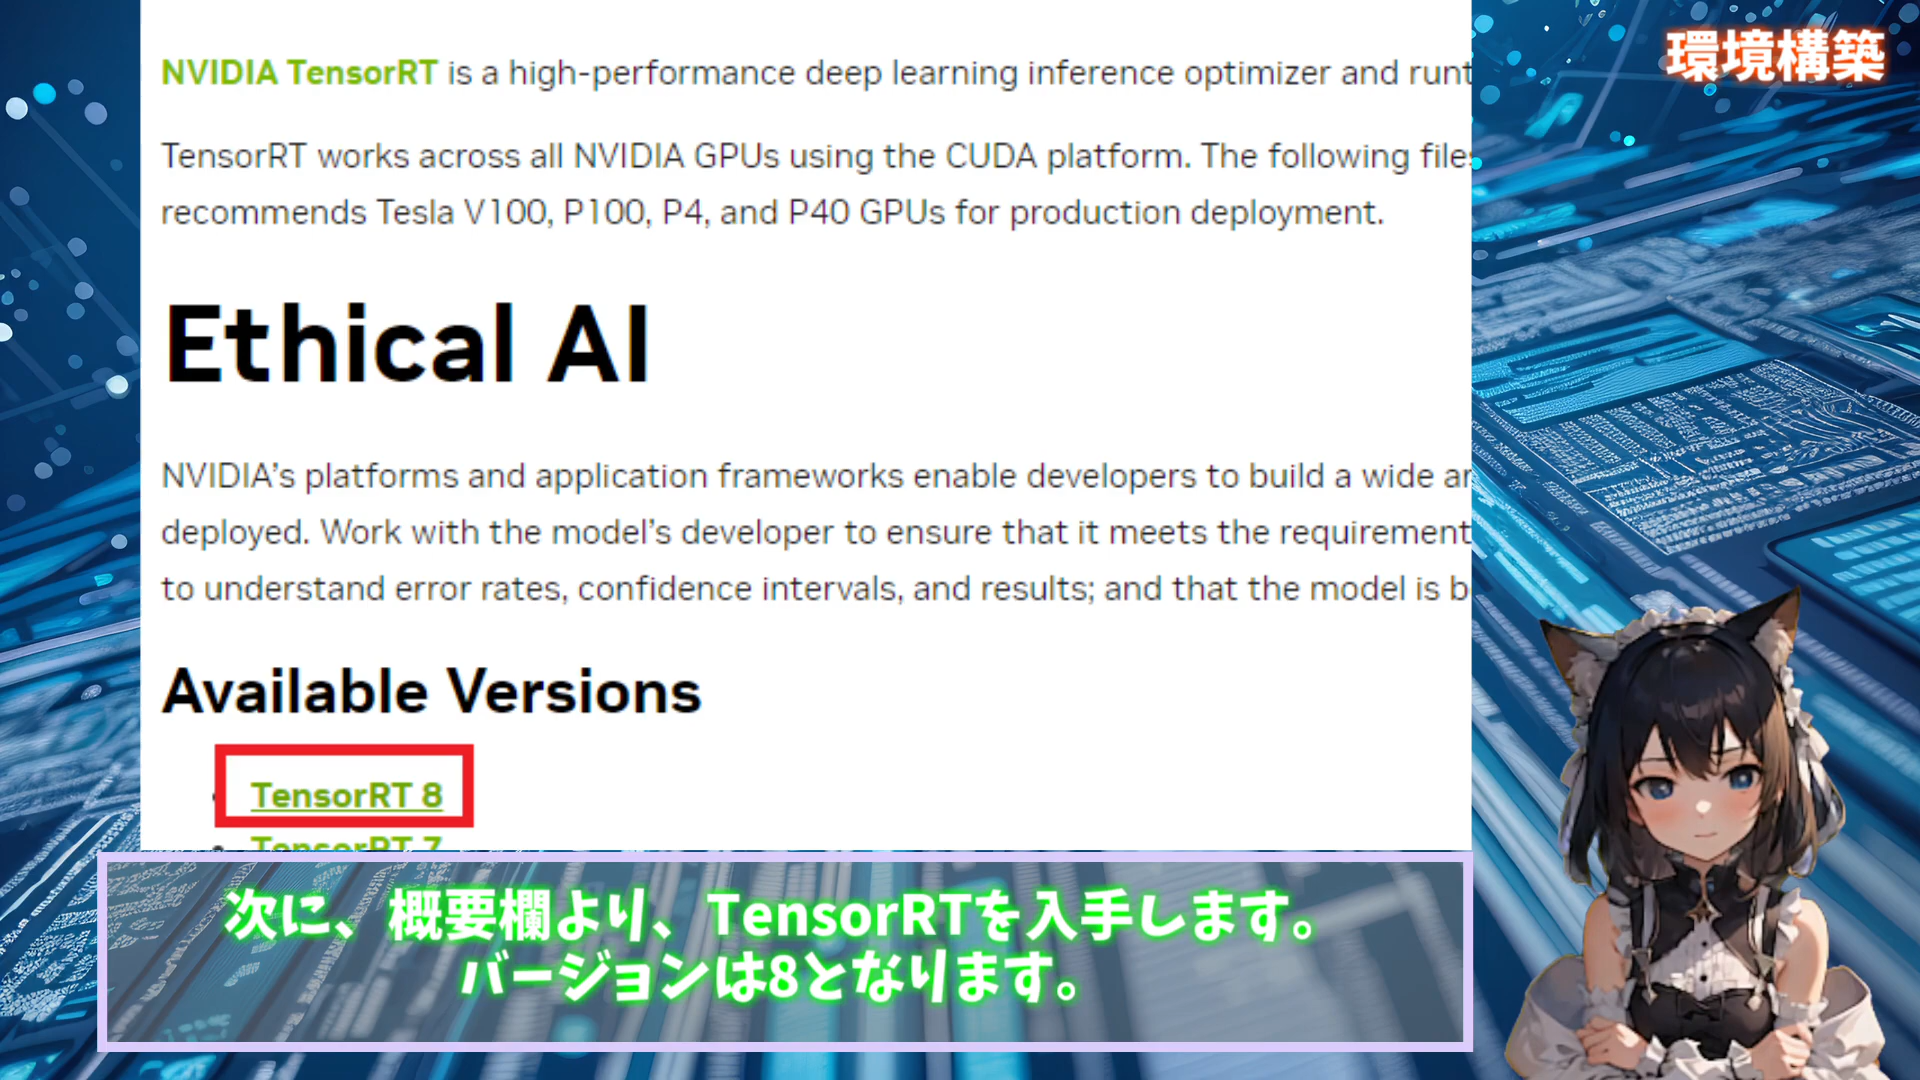 環境構築
NVIDIA TensorRT is a high-performance deep learning inference optimizer and runt
TensorRT works across all NVIDIA GPUs using the CUDA platform. The following files
recommends Tesla V100, P100, P4, and P40 GPUs for production deployment.
Ethical AI
NVIDIA’s platforms and application frameworks enable developers to build a wide ar
deployed. Work with the model’s developer to ensure that it meets the requirement
to understand error rates, confidence intervals, and results; and that the model is b
Available Versions
TensorRT 8
TensorRT 7
次に、概要欄より、TensorRTを入手します。
バージョンは8となります。